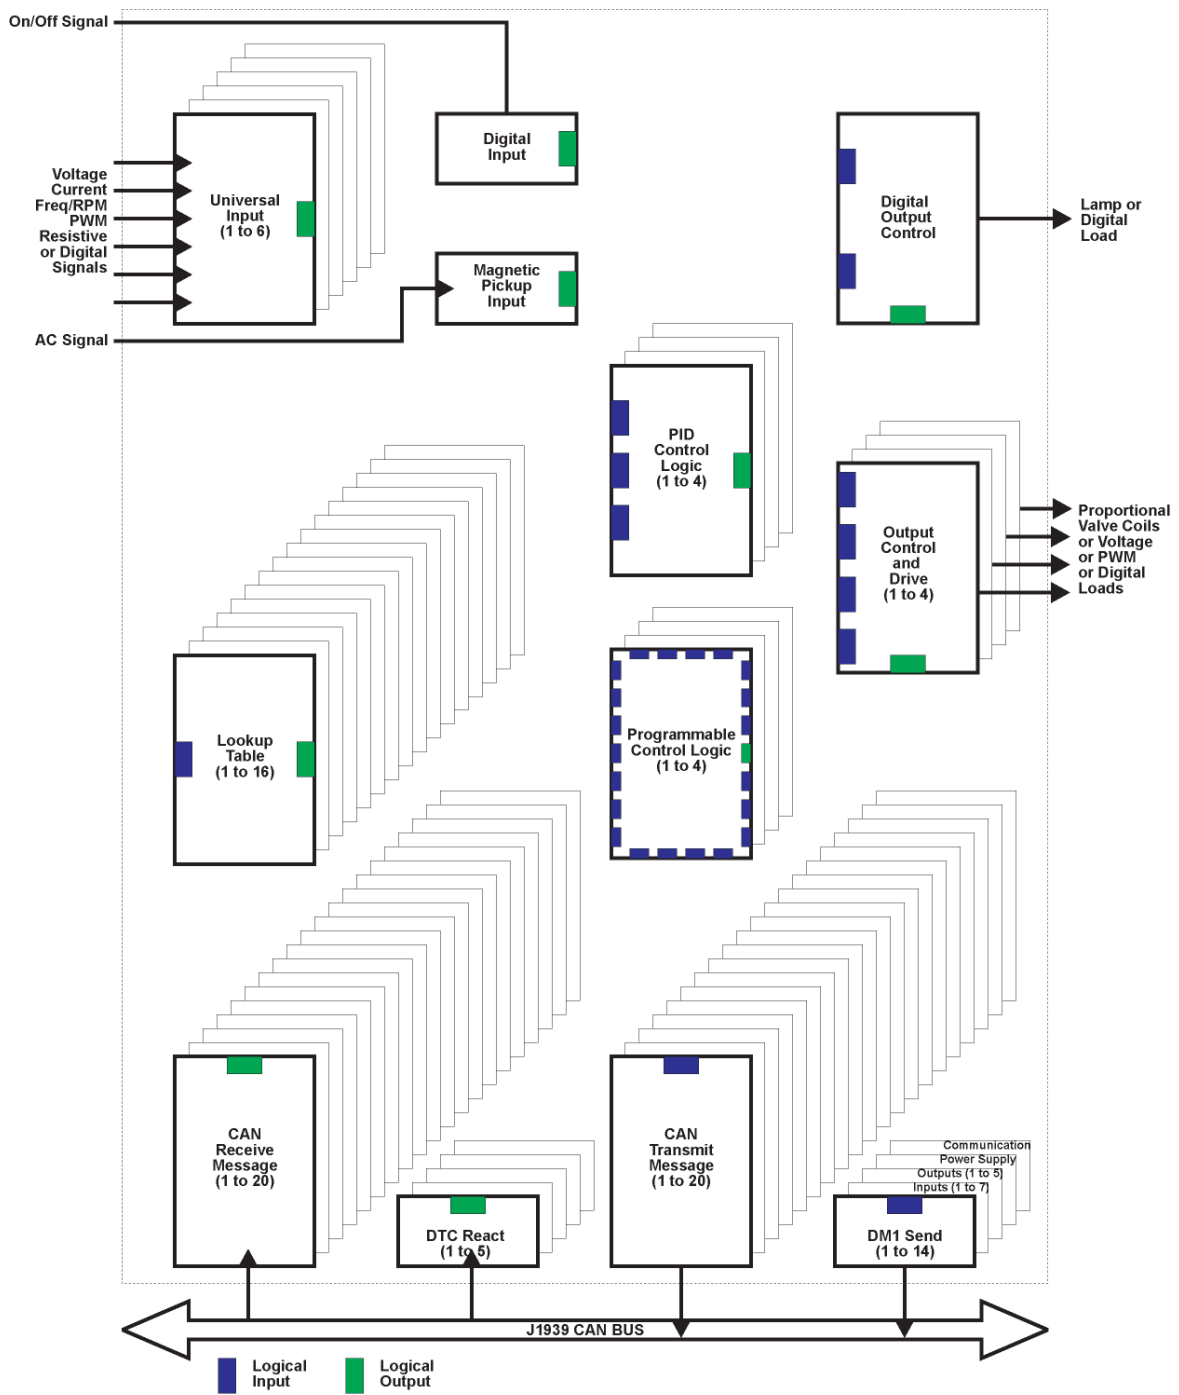 On/Off Signal
Digital
Input
Voltage
Current
Freq/RPM
PWM
Resistive
or Digital
Signals
Universal
Input
(1 to 6)
Digital
Output
Control
Lamp or
Digital
Load
Magnetic
Pickup
Input
AC Signal
PID
Control
Logic
(1 to 4)
Output
Control
and
Drive
(1 to 4)
Proportional
Valve Coils
or Voltage
or PWM
or Digital
Loads
Lookup
Table
(1 to 16)
Programmable
Control Logic
(1 to 4)
CAN
Receive
Message
(1 to 20)
DTC React
(1 to 5)
CAN
Transmit
Message
(1 to 20)
Communication
Power Supply
Outputs (1 to 5)
Inputs (1 to 7)
DM1 Send
(1 to 14)
J1939 CAN BUS
Logical
Input
Logical
Output